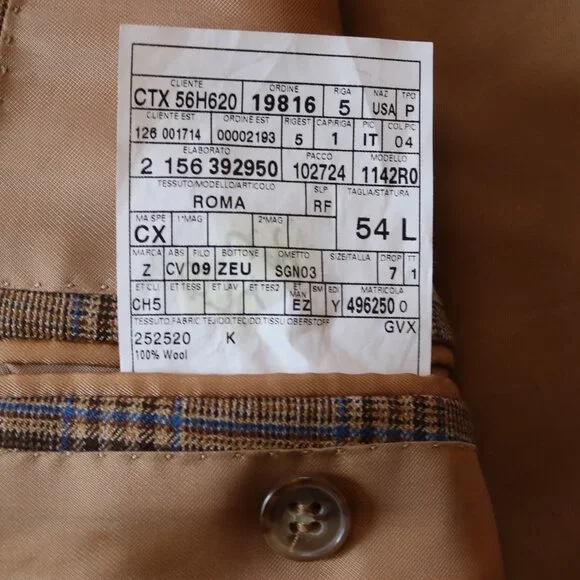 CLIENTE ORDINE RIGA NAZ TPO
CTX 56H620 19816 5 USA P
CLIENTE EST ORDINE EST RIGEST CAP/RIGA PIC COL PIC
126 001714 00002193 5 1 IT 04
ELABORATO PACCO MODELLO
2 156 392950 102724 1142R0
TESSUTO/MODELLO/ARTICOLO SLP TAGLIA/STATURA
ROMA RF 54 L
MA SPE 1°MAG 2°MAG
CX
MARCA ABS FILO BOTTONE OMETTO SIZE/TALLA DROP TT
Z CV 09 ZEU SGN03 7 1
ET CLI ET TESS ET LAV ET TES2 ET MAN SM ED MATRICOLA
CH5 EZ Y 496250 0
TESSUTO,FABRIC,TEJIDO,TECIDO,TISSU,OBERSTOFF GVX
252520 K
100% Wool